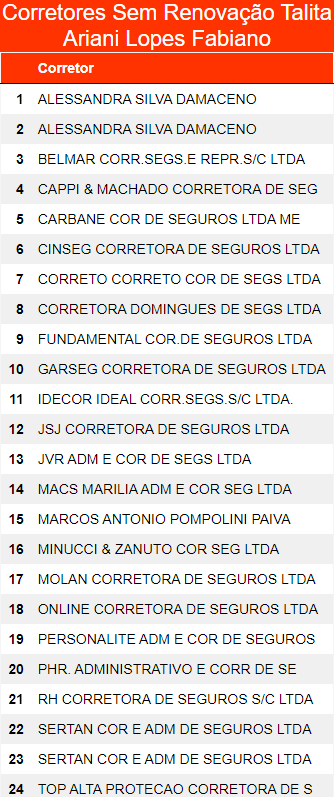 Corretores Sem Renovação Talita
Ariani Lopes Fabiano
Corretor
1 ALESSANDRA SILVA DAMACENO
2 ALESSANDRA SILVA DAMACENO
3 BELMAR CORR.SEGS.E REPR.S/C LTDA
4 CAPPI & MACHADO CORRETORA DE SEG
5 CARBANE COR DE SEGUROS LTDA ME
6 CINSEG CORRETORA DE SEGUROS LTDA
7 CORRETO CORRETO COR DE SEGS LTDA
8 CORRETORA DOMINGUES DE SEGS LTDA
9 FUNDAMENTAL COR.DE SEGUROS LTDA
10 GARSEG CORRETORA DE SEGUROS LTDA
11 IDECOR IDEAL CORR.SEGS.S/C LTDA.
12 JSJ CORRETORA DE SEGUROS LTDA
13 JVR ADM E COR DE SEGS LTDA
14 MACS MARILIA ADM E COR SEG LTDA
15 MARCOS ANTONIO POMPOLINI PAIVA
16 MINUCCI & ZANUTO COR SEG LTDA
17 MOLAN CORRETORA DE SEGUROS LTDA
18 ONLINE CORRETORA DE SEGUROS LTDA
19 PERSONALITE ADM E COR DE SEGUROS
20 PHR. ADMINISTRATIVO E CORR DE SE
21 RH CORRETORA DE SEGUROS S/C LTDA
22 SERTAN COR E ADM DE SEGUROS LTDA
23 SERTAN COR E ADM DE SEGUROS LTDA
24 TOP ALTA PROTECAO CORRETORA DE S